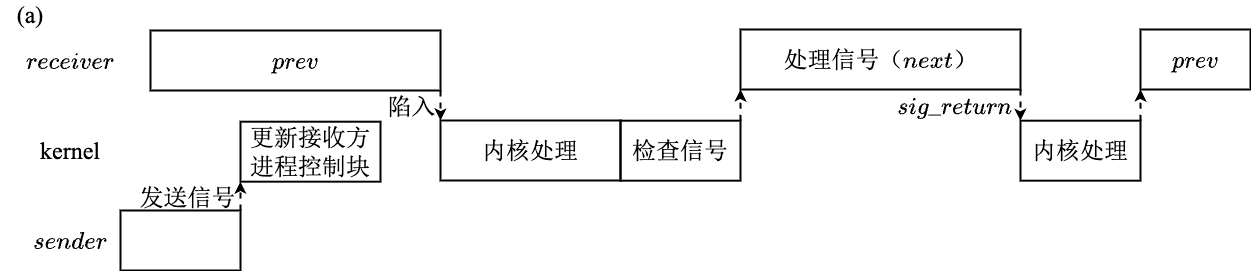 (a)
receiver
prev
处理信号（next）
prev
陷入
sig_return
kernel
更新接收方
进程控制块
内核处理
检查信号
内核处理
发送信号
sender